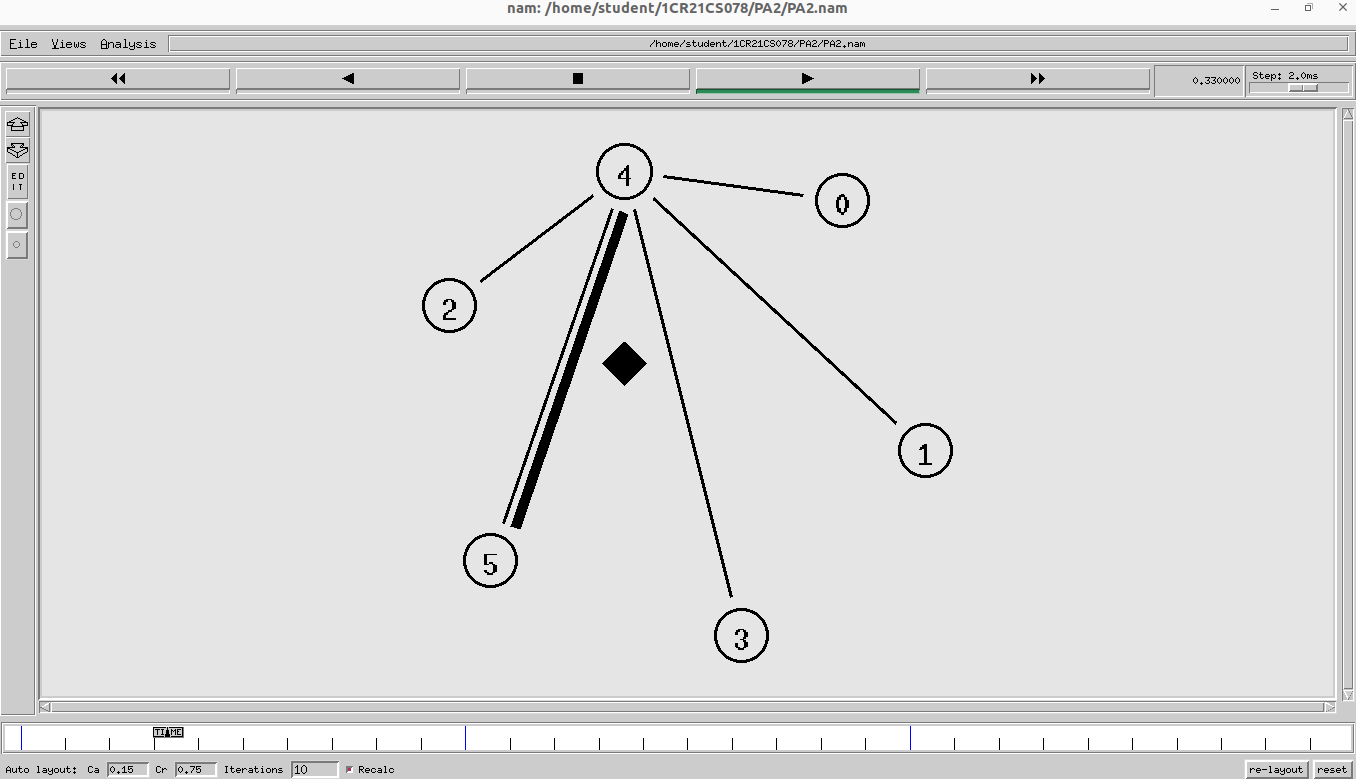 nam: /home/student/1CR21CS078/PA2/PA2.nam
File Views Analysis /home/student/1CR21CS078/PA2/PA2.nam
0.330000 Step: 2.0ms
ED
IT
4
0
2
1
5
3
TIME
Auto layout: Ca 0.15 Cr 0.75 Iterations 10 Recalc re-layout reset